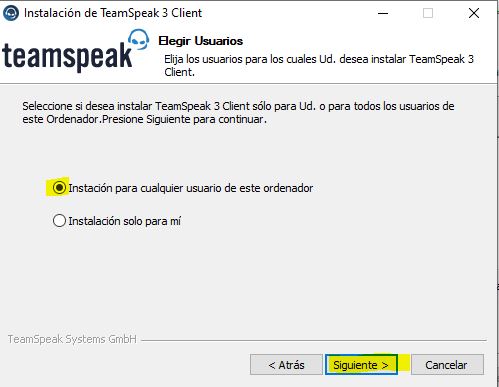 Instalación de TeamSpeak 3 Client
teamspeak
Elegir Usuarios
Elija los usuarios para los cuales Ud. desea instalar TeamSpeak 3
Client.
Seleccione si desea instalar TeamSpeak 3 Client sólo para Ud. o para todos los usuarios de
este Ordenador.Presione Siguiente para continuar.
Instación para cualquier usuario de este ordenador
Instalación solo para mí
TeamSpeak Systems GmbH
< Atrás
Siguiente >
Cancelar